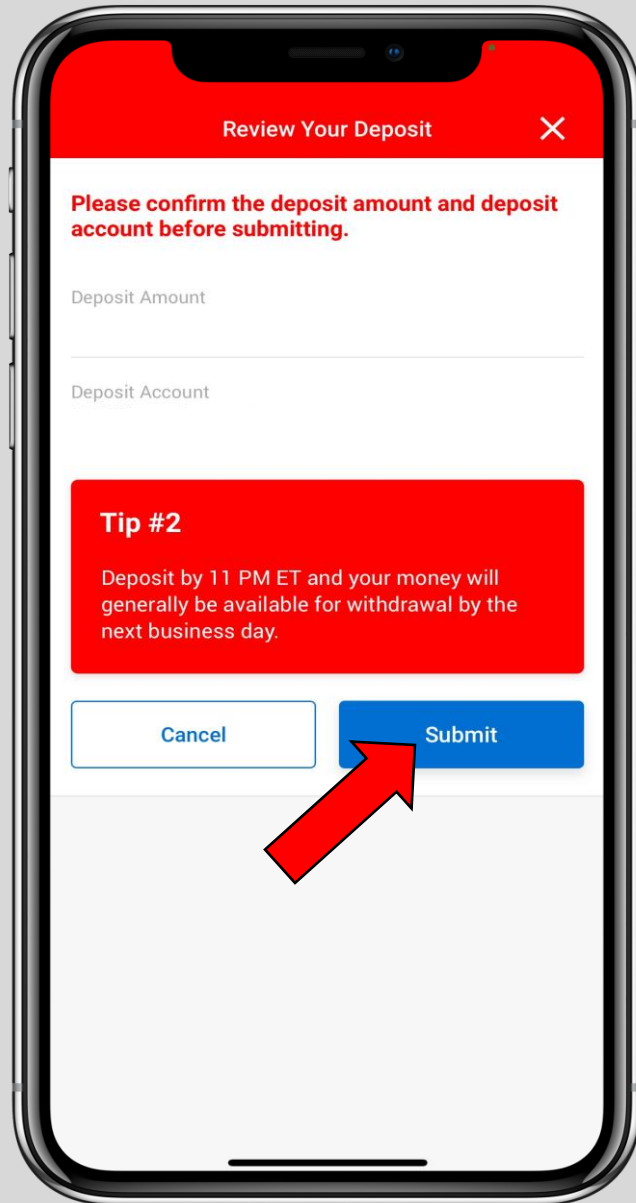 Review Your Deposit
Please confirm the deposit amount and deposit
account before submitting.
Deposit Amount
Deposit Account
Tip #2
Deposit by 11 PM ET and your money will
generally be available for withdrawal by the
next business day.
Cancel
Submit